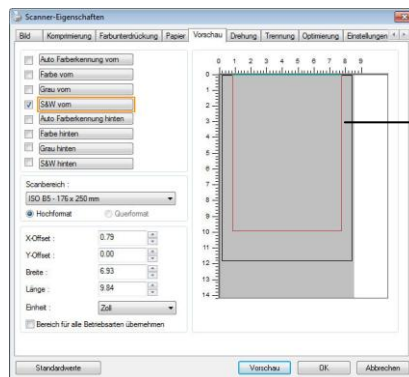 Scanner-Eigenschaften
Bild Komprimierung Farbunterdrückung Papier Vorschau Drehung Trennung Optimierung Einstellungen
Auto Farberkennung vorn
Farbe vorn
Grau vorn
S&W vorn
Auto Farberkennung hinten
Farbe hinten
Grau hinten
S&W hinten
Scanbereich :
ISO B5 - 176 x 250 mm
Hochformat Querformat
X-Offset : 0.79
Y-Offset : 0.00
Breite : 6.93
Länge : 9.84
Einheit : Zoll
Bereich für alle Betriebsarten übernehmen
0 1 2 3 4 5 6 7 8 9
0
1
2
3
4
5
6
7
8
9
10
11
12
13
14
Standardwerte Vorschau OK Abbrechen